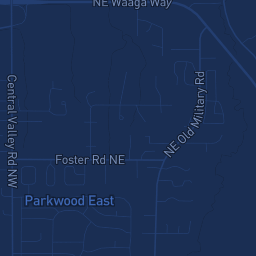 NE Waaga Way
Central Valley Rd NW
NE Old Military Rd
Foster Rd NE
Parkwood East